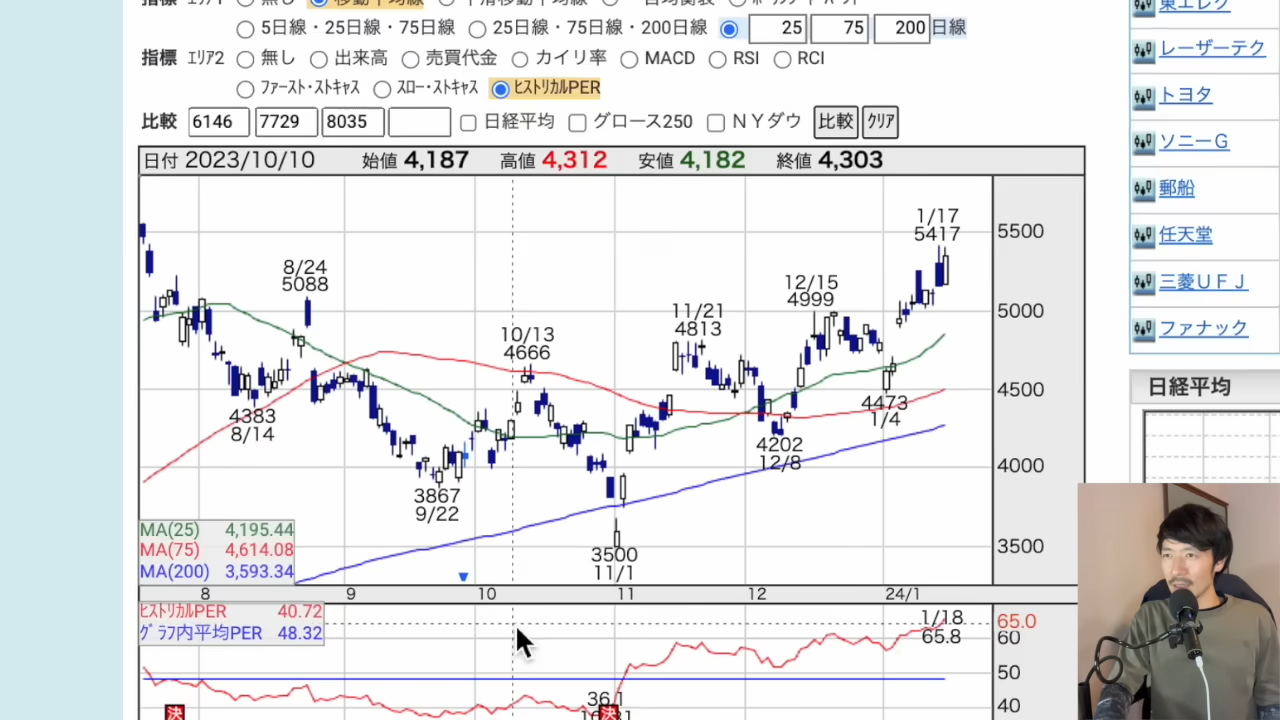 指標 ｴﾘｱ1 無し 移動平均線 平滑移動平均線 一目均衡表 ﾎﾞﾘﾝｼﾞｬｰﾊﾞﾝﾄﾞ
5日線・25日線・75日線 25日線・75日線・200日線 25 75 200 日線
指標 ｴﾘｱ2 無し 出来高 売買代金 カイリ率 MACD RSI RCI
ﾌｧｰｽﾄ･ｽﾄｷｬｽ ｽﾛｰ･ｽﾄｷｬｽ ﾋｽﾄﾘｶﾙPER
比較 6146 7729 8035 日経平均 グロース250 ＮＹダウ 比較 ｸﾘｱ
日付 2023/10/10 始値 4,187 高値 4,312 安値 4,182 終値 4,303
1/17
5417
5500
8/24
5088
12/15
4999
5000
11/21
4813
10/13
4666
4500
4383
8/14
4473
1/4
4202
12/8
4000
3867
9/22
3500
11/1
3500
MA(25) 4,195.44
MA(75) 4,614.08
MA(200) 3,593.34
8 9 10 11 12 24/1
ﾋｽﾄﾘｶﾙPER 40.72
ｸﾞﾗﾌ内平均PER 48.32
1/18
65.8
65.0
60
50
40
36.1
決 決
東エレク
レーザーテク
トヨタ
ソニーＧ
郵船
任天堂
三菱ＵＦＪ
ファナック
日経平均